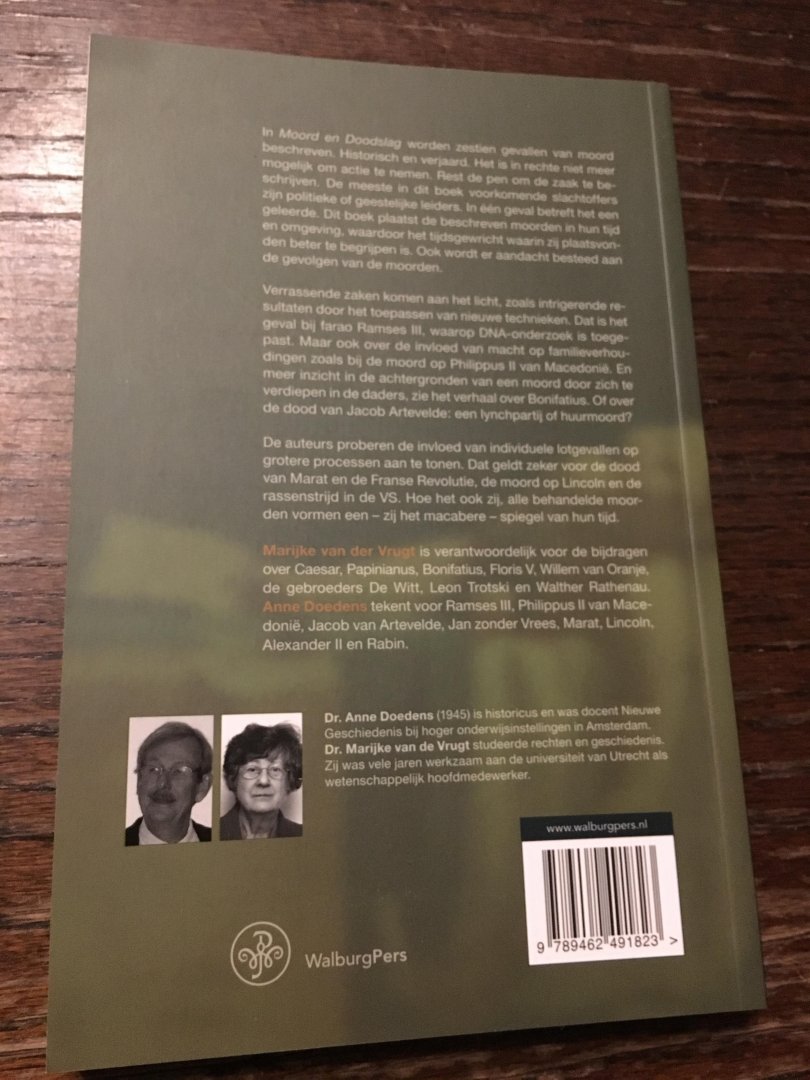 In Moord en Doodslag worden zestien gevallen van moord
beschreven. Historisch en verjaard. Het is in rechte niet meer
mogelijk om actie te nemen. Rest de pen om de zaak te be-
schrijven. De meeste in dit boek voorkomende slachtoffers
zijn politieke of geestelijke leiders. In één geval betreft het een
geleerde. Dit boek plaatst de beschreven moorden in hun tijd
en omgeving, waardoor het tijdsgewricht waarin zij plaatsvon-
den beter te begrijpen is. Ook wordt er aandacht besteed aan
de gevolgen van de moorden.
Verrassende zaken komen aan het licht, zoals intrigerende re-
sultaten door het toepassen van nieuwe technieken. Dat is het
geval bij farao Ramses III, waarop DNA-onderzoek is toege-
past. Maar ook over de invloed van macht op familieverhou-
dingen zoals bij de moord op Philippus II van Macedonië. En
meer inzicht in de achtergronden van een moord door zich te
verdiepen in de daders, zie het verhaal over Bonifatius. Of over
de dood van Jacob Artevelde: een lynchpartij of huurmoord?
De auteurs proberen de invloed van individuele lotgevallen op
grotere processen aan te tonen. Dat geldt zeker voor de dood
van Marat en de Franse Revolutie, de moord op Lincoln en de
rassenstrijd in de VS. Hoe het ook zij, alle behandelde moor-
den vormen een – zij het macabere – spiegel van hun tijd.
Marijke van der Vrugt is verantwoordelijk voor de bijdragen
over Caesar, Papinianus, Bonifatius, Floris V, Willem van Oranje,
de gebroeders De Witt, Leon Trotski en Walther Rathenau.
Anne Doedens tekent voor Ramses III, Philippus II van Mace-
donië, Jacob van Artevelde, Jan zonder Vrees, Marat, Lincoln,
Alexander II en Rabin.
Dr. Anne Doedens (1945) is historicus en was docent Nieuwe
Geschiedenis bij hoger onderwijsinstellingen in Amsterdam.
Dr. Marijke van de Vrugt studeerde rechten en geschiedenis.
Zij was vele jaren werkzaam aan de universiteit van Utrecht als
wetenschappelijk hoofdmedewerker.
www.walburgpers.nl
9 789462 491823 >
WalburgPers